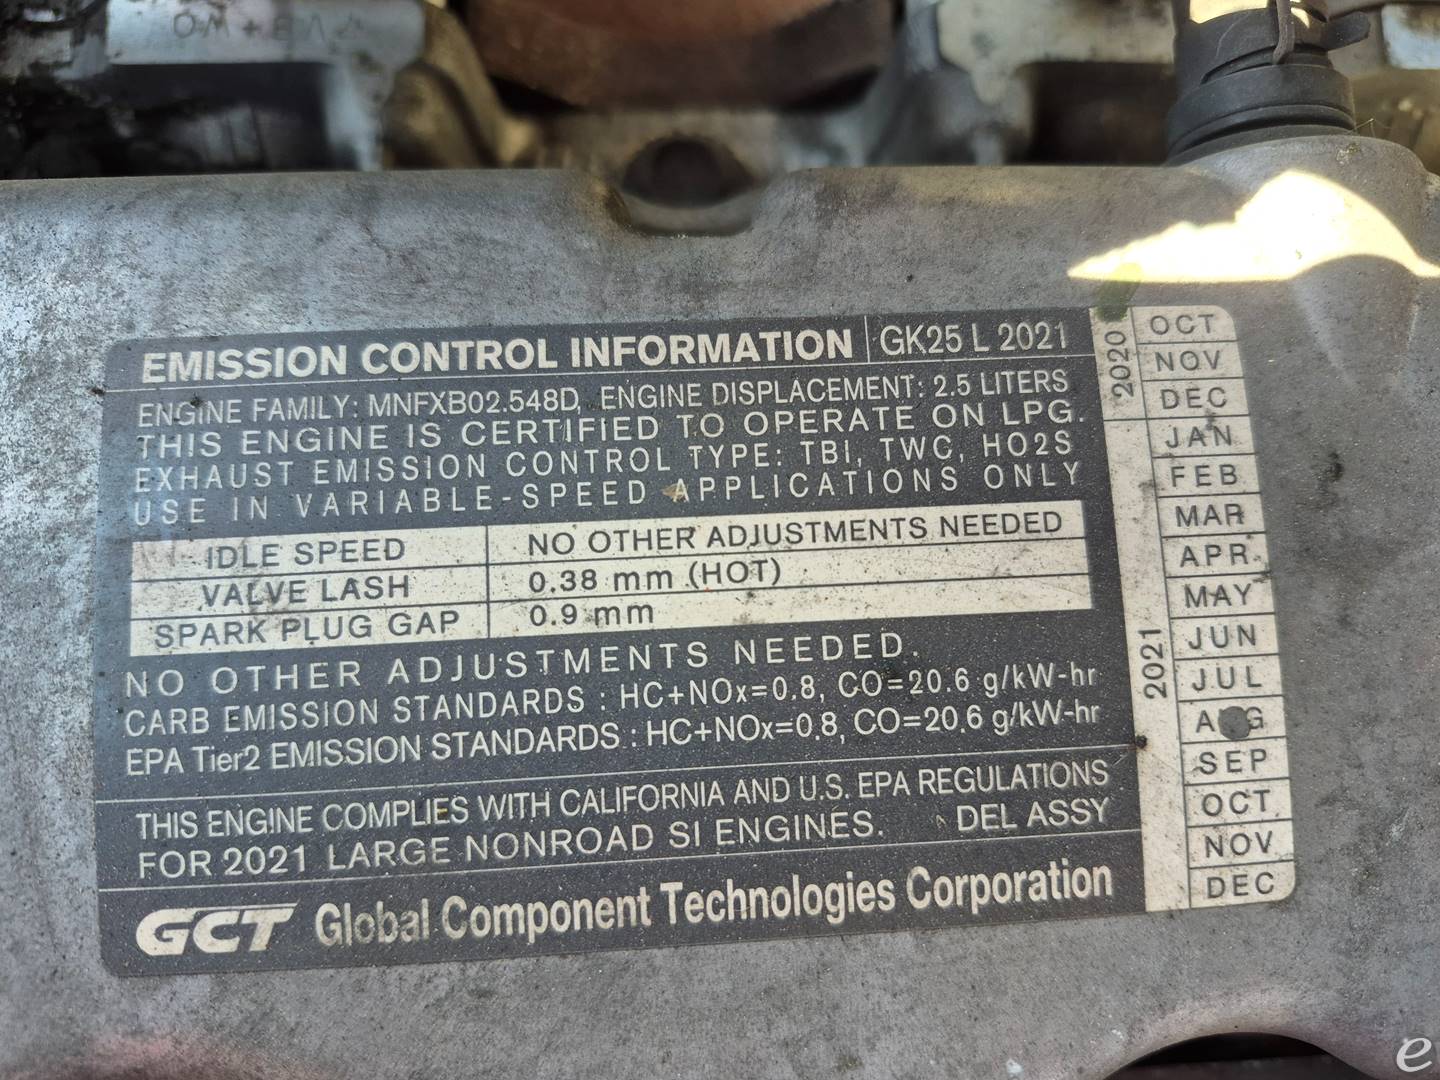 EMISSION CONTROL INFORMATION GK25 L 2021
ENGINE FAMILY: MNFXB02.548D, ENGINE DISPLACEMENT: 2.5 LITERS
THIS ENGINE IS CERTIFIED TO OPERATE ON LPG.
EXHAUST EMISSION CONTROL TYPE: TBI, TWC, HO2S
USE IN VARIABLE-SPEED APPLICATIONS ONLY
IDLE SPEED NO OTHER ADJUSTMENTS NEEDED
VALVE LASH 0.38 mm (HOT)
SPARK PLUG GAP 0.9 mm
NO OTHER ADJUSTMENTS NEEDED.
CARB EMISSION STANDARDS : HC+NOx=0.8, CO=20.6 g/kW-hr
EPA Tier2 EMISSION STANDARDS : HC+NOx=0.8, CO=20.6 g/kW-hr
THIS ENGINE COMPLIES WITH CALIFORNIA AND U.S. EPA REGULATIONS
FOR 2021 LARGE NONROAD SI ENGINES. DEL ASSY
GCT Global Component Technologies Corporation
2020
OCT
NOV
DEC
2021
JAN
FEB
MAR
APR
MAY
JUN
JUL
AUG
SEP
OCT
NOV
DEC
e